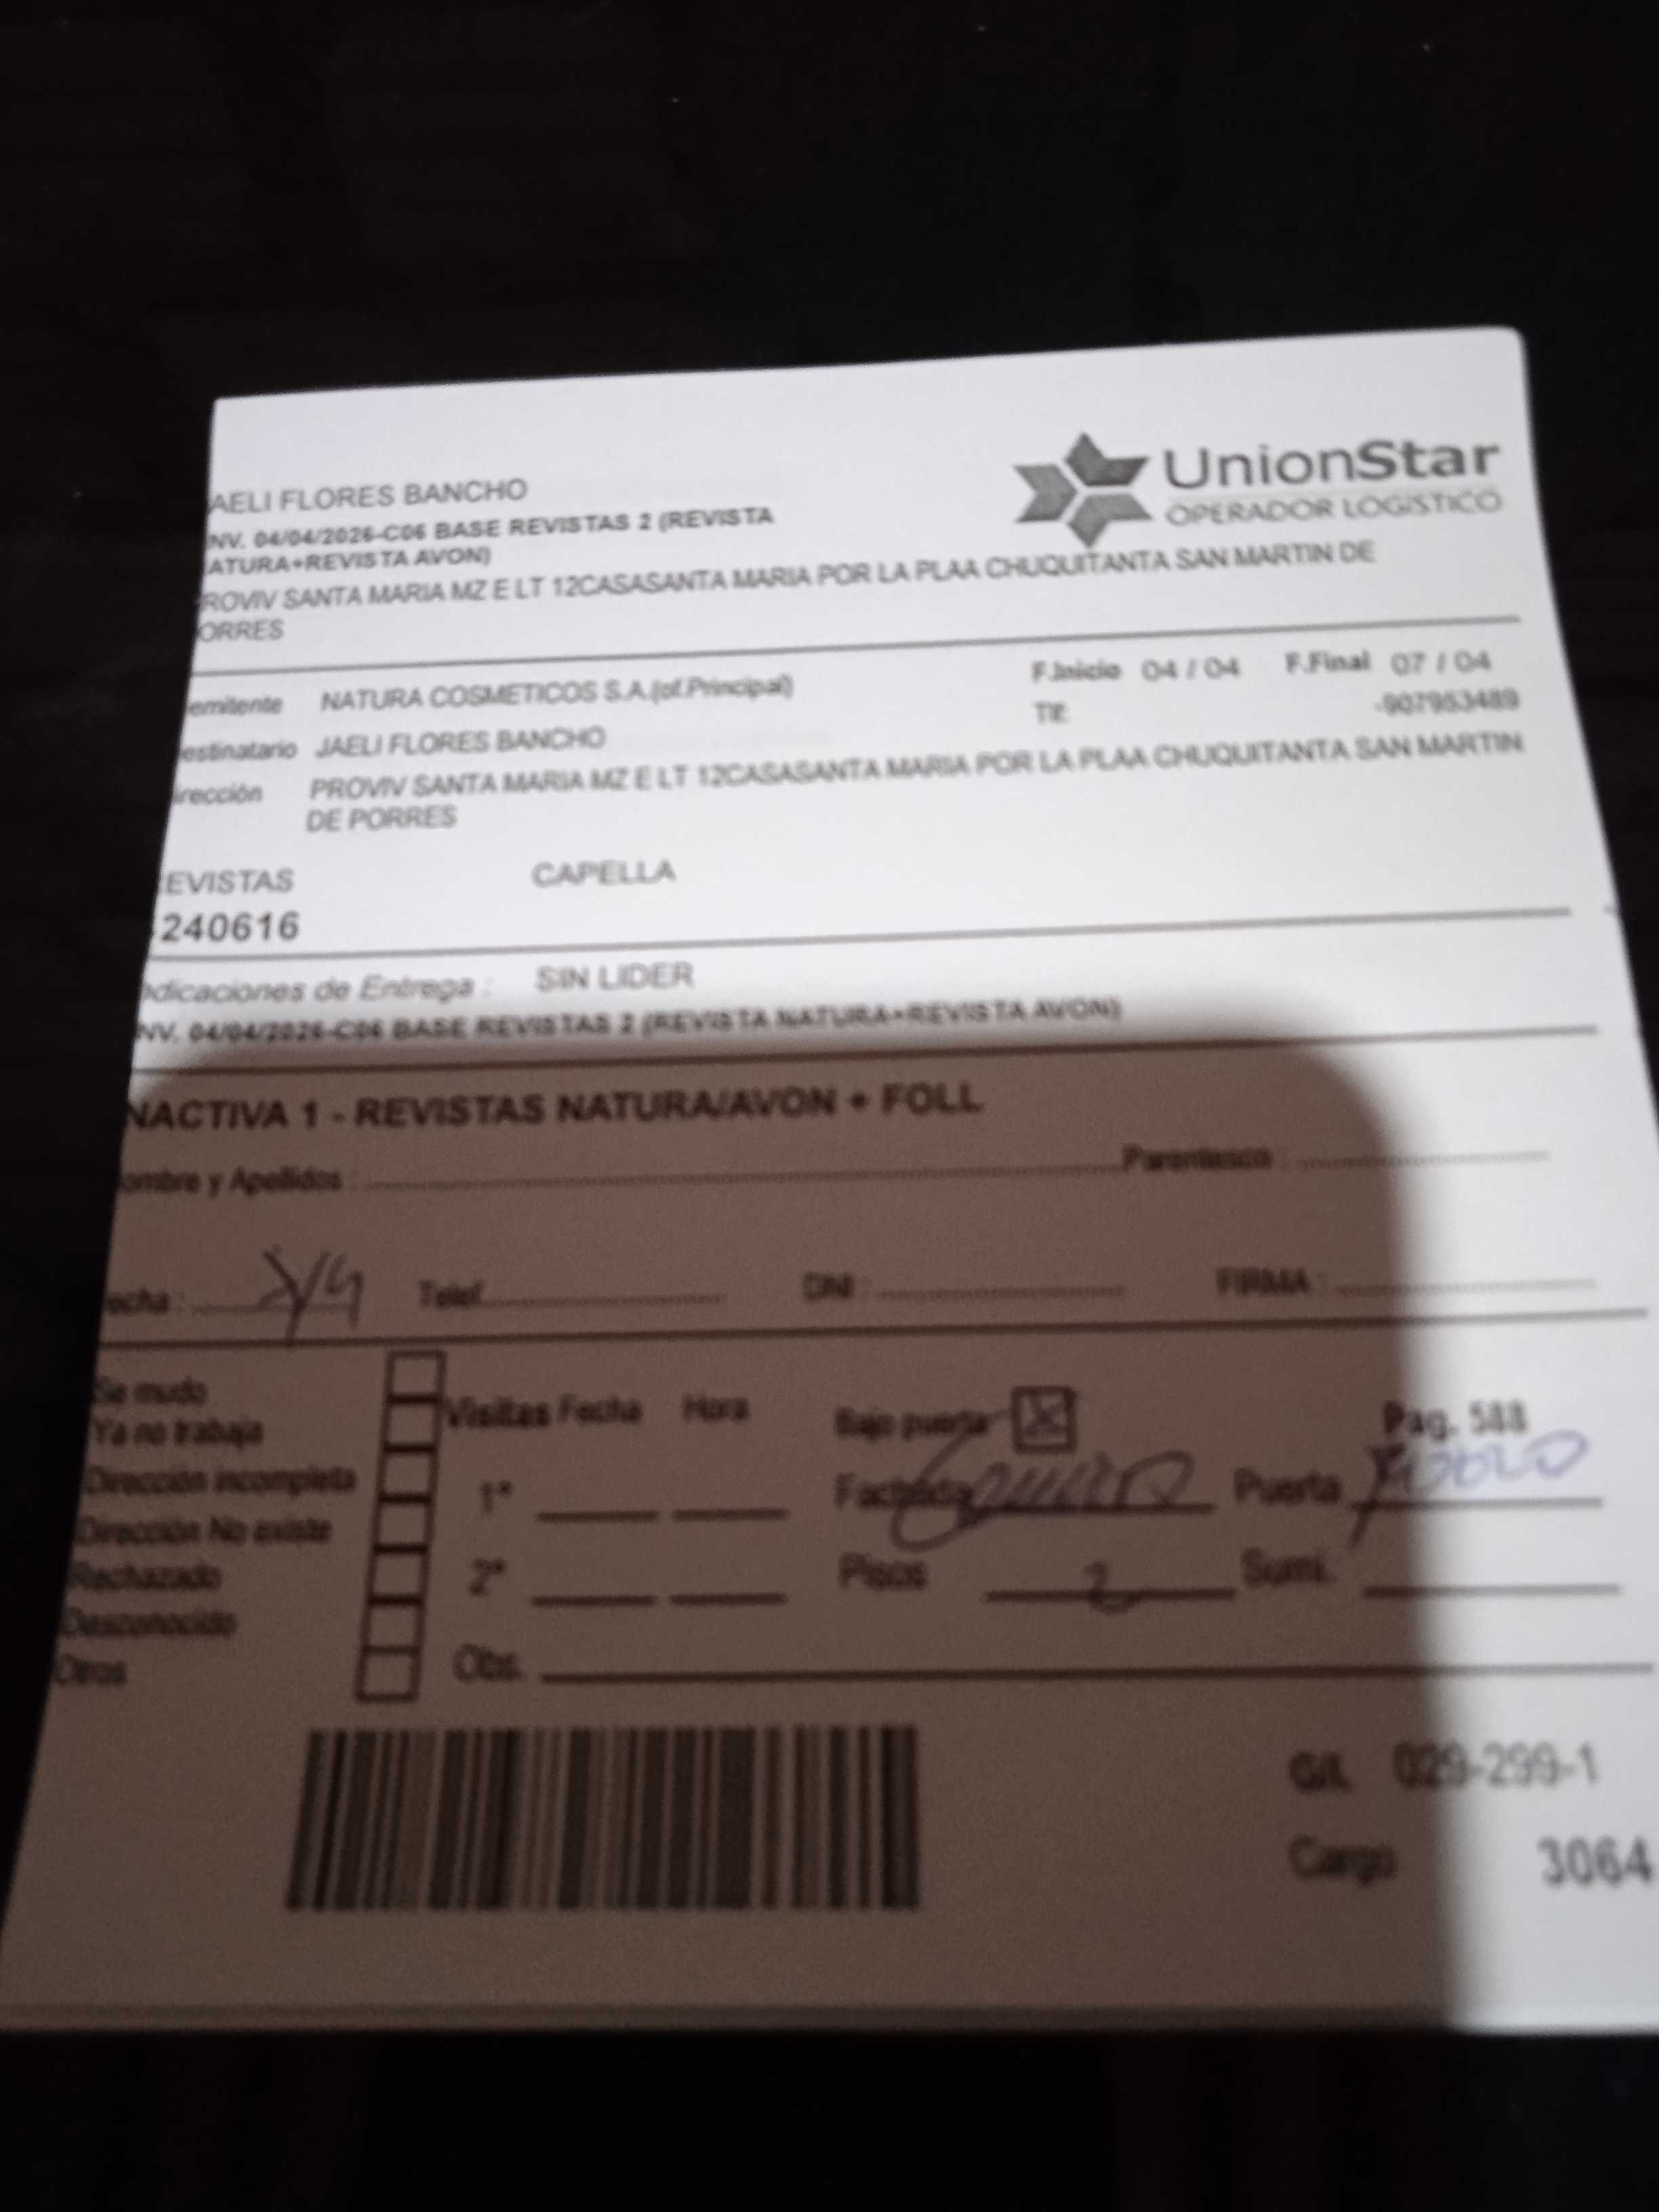 AELI FLORES BANCHO
UnionStar
OPERADOR LOGISTICO
NV. 04/04/2026-C06 BASE REVISTAS 2 (REVISTA
ATURA+REVISTA AVON)
ROVIV SANTA MARIA MZ E LT 12CASASANTA MARIA POR LA PLAA CHUQUITANTA SAN MARTIN DE
ORRES
emitente NATURA COSMETICOS S.A.(of.Principal) F.Inicio 04 / 04 F.Final 07 / 04
estinatario JAELI FLORES BANCHO Tlf: -907953489
irección PROVIV SANTA MARIA MZ E LT 12CASASANTA MARIA POR LA PLAA CHUQUITANTA SAN MARTIN
DE PORRES
EVISTAS CAPELLA
240616
ndicaciones de Entrega : SIN LIDER
NV. 04/04/2026-C06 BASE REVISTAS 2 (REVISTA NATURA+REVISTA AVON)
NACTIVA 1 - REVISTAS NATURA/AVON + FOLL
ombre y Apellidos : Parentesco :
echa : Telef. DNI : FIRMA :
Se mudo
Ya no trabaja
Dirección incompleta
Dirección No existe
Rechazado
Desconocido
Otros
Visitas Fecha Hora
1°
2°
Obs.
Bajo puerta X Pag. 588
Fachada Puerta
Pisos 2 Sumi.
G/L 029-299-1
Cargo 3064